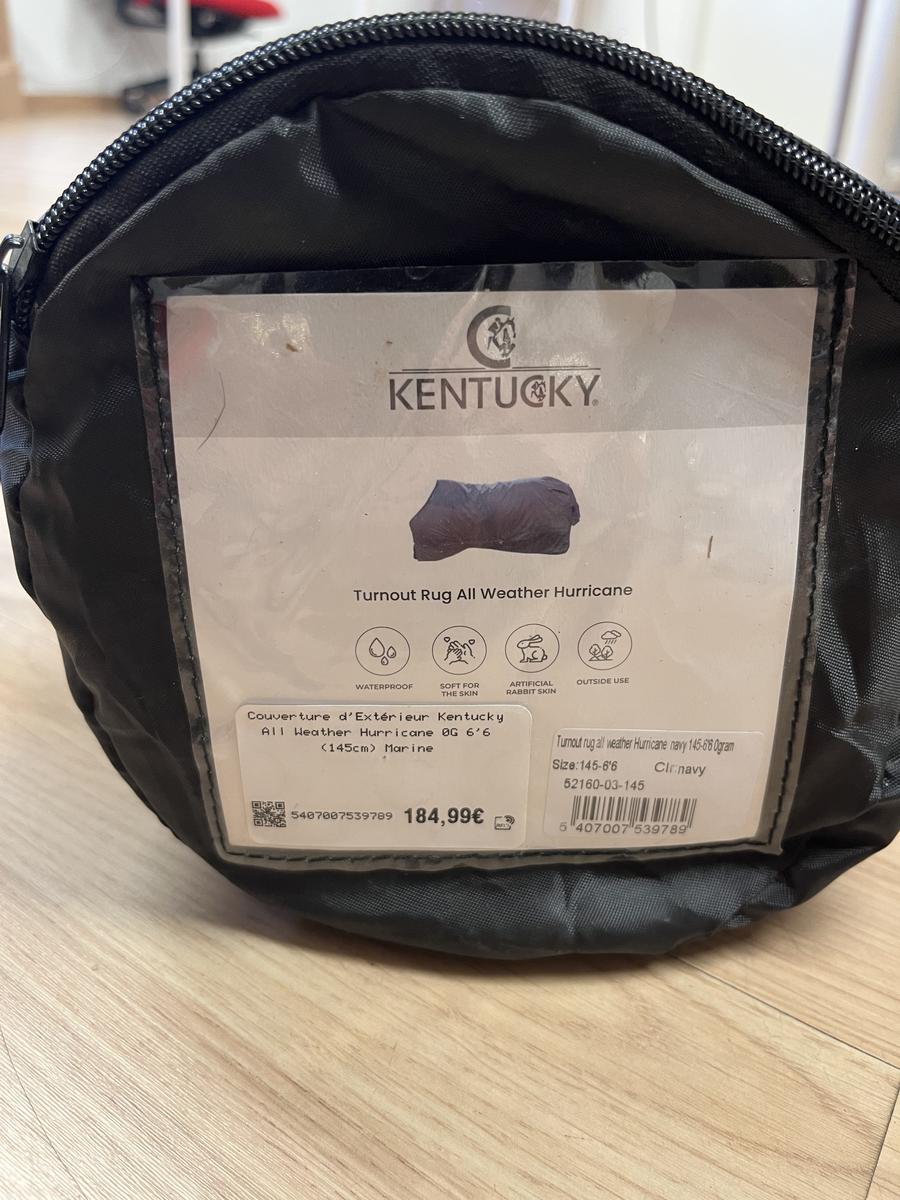 KENTUCKY®
Turnout Rug All Weather Hurricane
WATERPROOF
SOFT FOR
THE SKIN
ARTIFICIAL
RABBIT SKIN
OUTSIDE USE
Couverture d'Extérieur Kentucky
All Weather Hurricane 0G 6'6
(145cm) Marine
5407007539789 184,99€
Turnout rug all weather Hurricane navy 145-6'6 0gram
Size:145-6'6 Clr:navy
52160-03-145
5 407007 539789